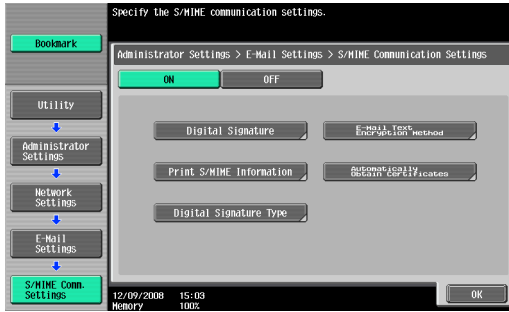 Specify the S/MIME communication settings.
Bookmark
Administrator Settings > E-Mail Settings > S/MIME Communication Settings
ON
OFF
Utility
Administrator
Settings
Network
Settings
E-Mail
Settings
S/MIME Comm.
Settings
Digital Signature
E-Mail Text
Encryption Method
Print S/MIME Information
Automatically
Obtain Certificates
Digital Signature Type
12/09/2008 15:03
Memory 100%
OK